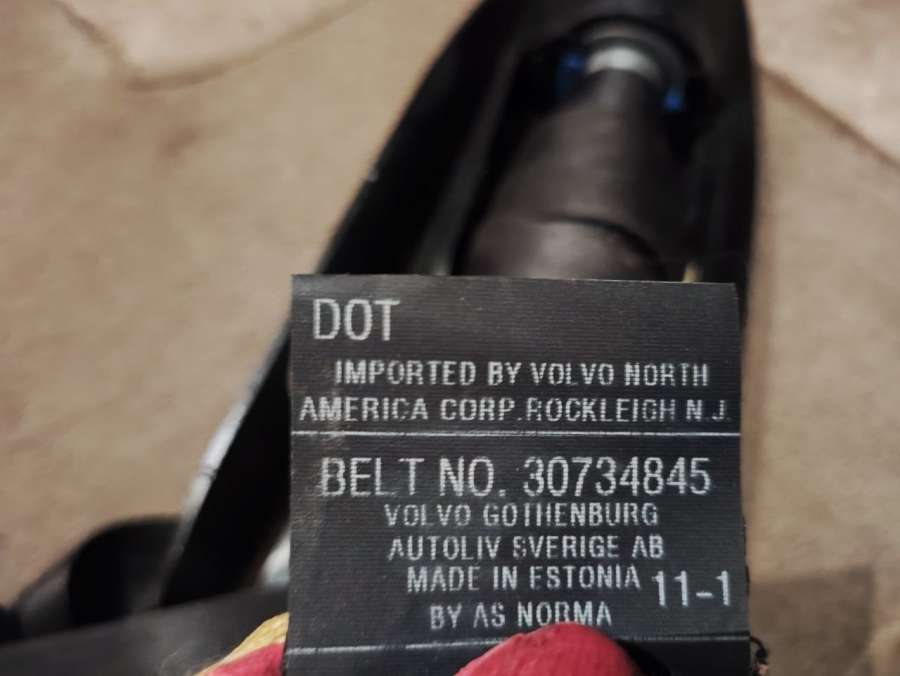 DOT
IMPORTED BY VOLVO NORTH
AMERICA CORP.ROCKLEIGH N.J.
BELT NO. 30734845
VOLVO GOTHENBURG
AUTOLIV SVERIGE AB
MADE IN ESTONIA 11-1
BY AS NORMA